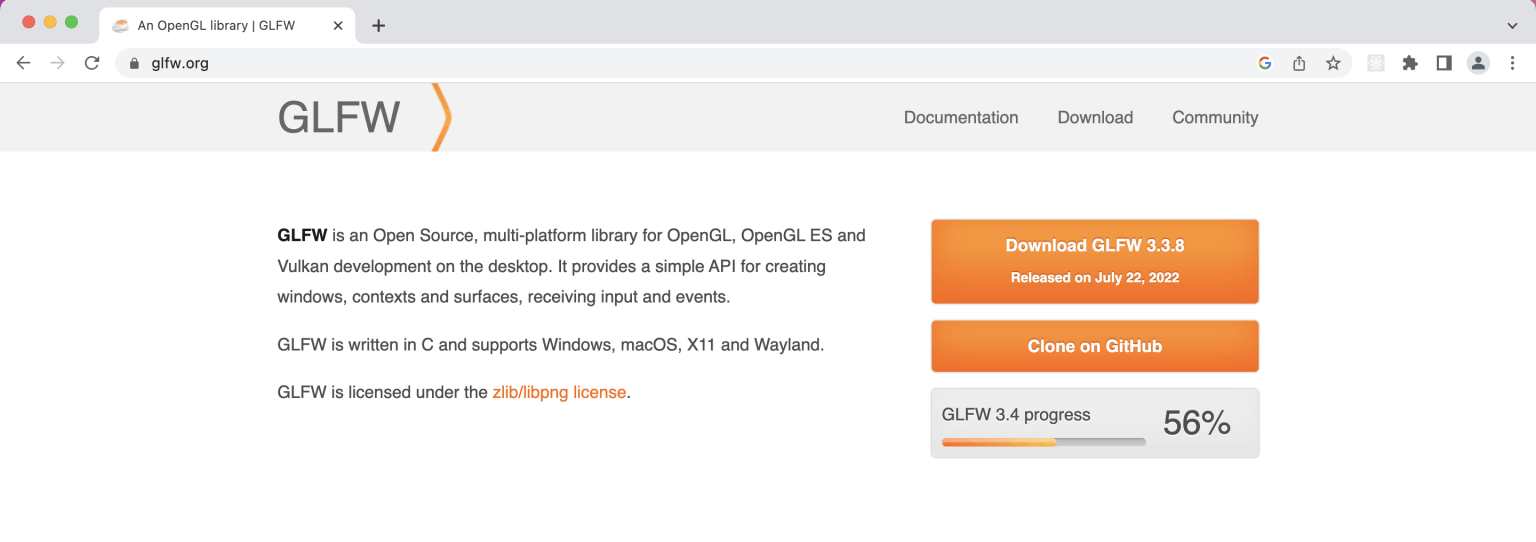 An OpenGL library | GLFW
glfw.org
GLFW
Documentation Download Community
GLFW is an Open Source, multi-platform library for OpenGL, OpenGL ES and
Vulkan development on the desktop. It provides a simple API for creating
windows, contexts and surfaces, receiving input and events.
GLFW is written in C and supports Windows, macOS, X11 and Wayland.
GLFW is licensed under the zlib/libpng license.
Download GLFW 3.3.8
Released on July 22, 2022
Clone on GitHub
GLFW 3.4 progress
56%